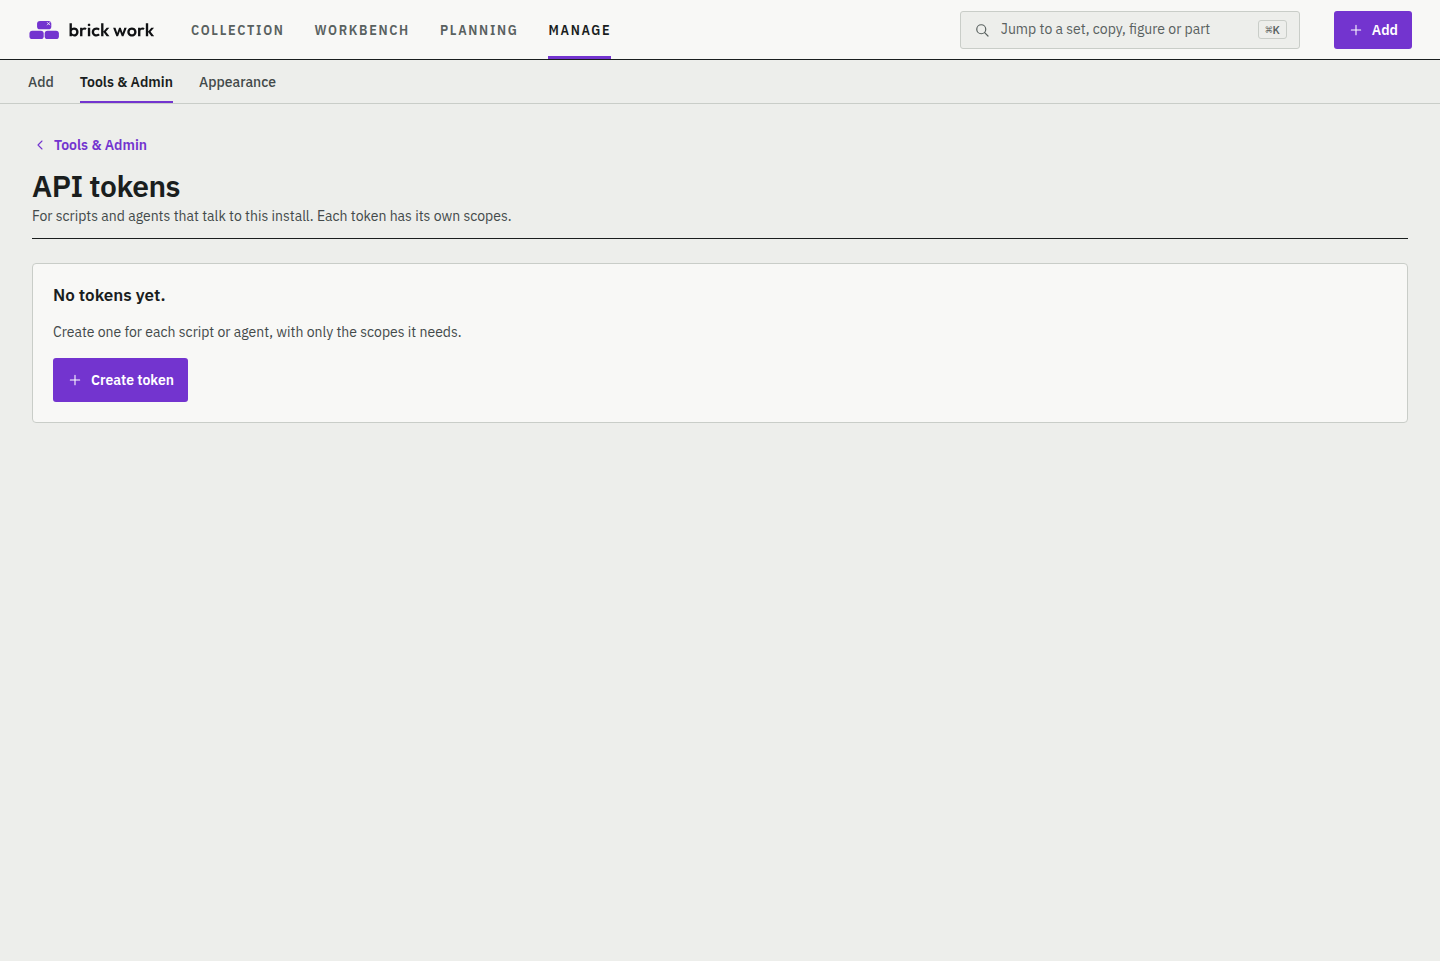 brick work
COLLECTION
WORKBENCH
PLANNING
MANAGE
Jump to a set, copy, figure or part
⌘K
Add
Add
Tools & Admin
Appearance
Tools & Admin
API tokens
For scripts and agents that talk to this install. Each token has its own scopes.
No tokens yet.
Create one for each script or agent, with only the scopes it needs.
Create token